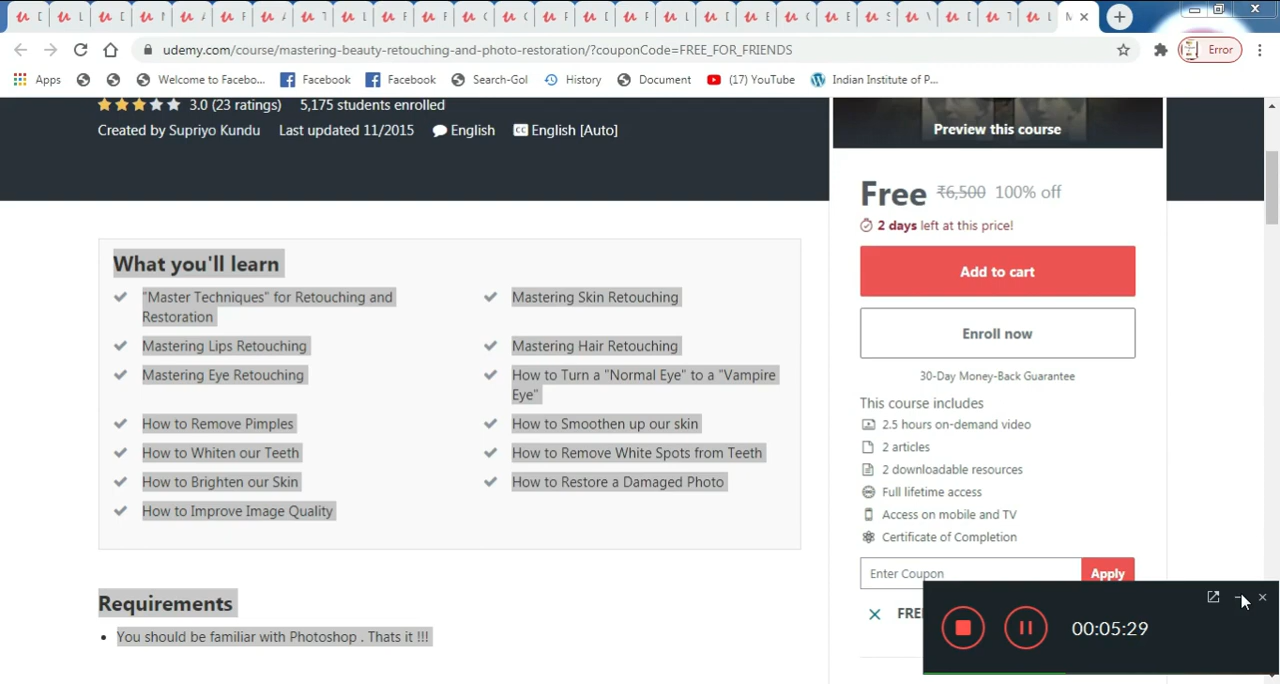 udemy.com/course/mastering-beauty-retouching-and-photo-restoration/?couponCode=FREE_FOR_FRIENDS
Error
Apps
Welcome to Facebo...
Facebook
Facebook
Search-Gol
History
Document
(17) YouTube
Indian Institute of P...
3.0 (23 ratings) 5,175 students enrolled
Created by Supriyo Kundu Last updated 11/2015 English CC English [Auto]
Preview this course
Free ₹6,500 100% off
2 days left at this price!
Add to cart
Enroll now
30-Day Money-Back Guarantee
This course includes
2.5 hours on-demand video
2 articles
2 downloadable resources
Full lifetime access
Access on mobile and TV
Certificate of Completion
Enter Coupon
Apply
What you'll learn
"Master Techniques" for Retouching and
Restoration
Mastering Skin Retouching
Mastering Lips Retouching
Mastering Hair Retouching
Mastering Eye Retouching
How to Turn a "Normal Eye" to a "Vampire
Eye"
How to Remove Pimples
How to Smoothen up our skin
How to Whiten our Teeth
How to Remove White Spots from Teeth
How to Brighten our Skin
How to Restore a Damaged Photo
How to Improve Image Quality
Requirements
You should be familiar with Photoshop . Thats it !!!
00:05:29